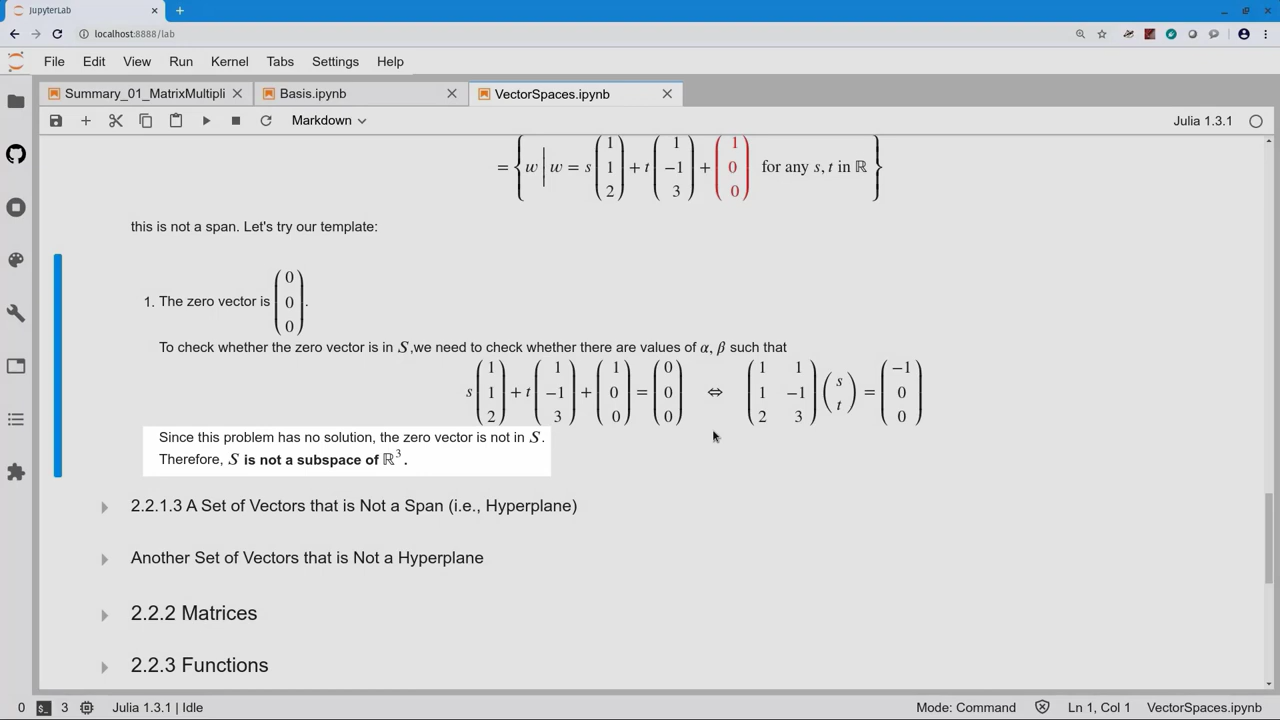 JupyterLab
localhost:8888/lab
File Edit View Run Kernel Tabs Settings Help
Summary_01_MatrixMultipli Basis.ipynb VectorSpaces.ipynb
Markdown Julia 1.3.1
= { w | w = s (1 1 2) + t (1 −1 3) + (1 0 0) for any s, t in ℝ }
this is not a span. Let's try our template:
1. The zero vector is (0 0 0).
To check whether the zero vector is in S,we need to check whether there are values of α, β such that
s (1 1 2) + t (1 −1 3) + (1 0 0) = (0 0 0) ⇔ (1 1 1 −1 2 3) (s t) = (−1 0 0)
Since this problem has no solution, the zero vector is not in S.
Therefore, S is not a subspace of ℝ³.
2.2.1.3 A Set of Vectors that is Not a Span (i.e., Hyperplane)
Another Set of Vectors that is Not a Hyperplane
2.2.2 Matrices
2.2.3 Functions
0 3 Julia 1.3.1 | Idle Mode: Command Ln 1, Col 1 VectorSpaces.ipynb